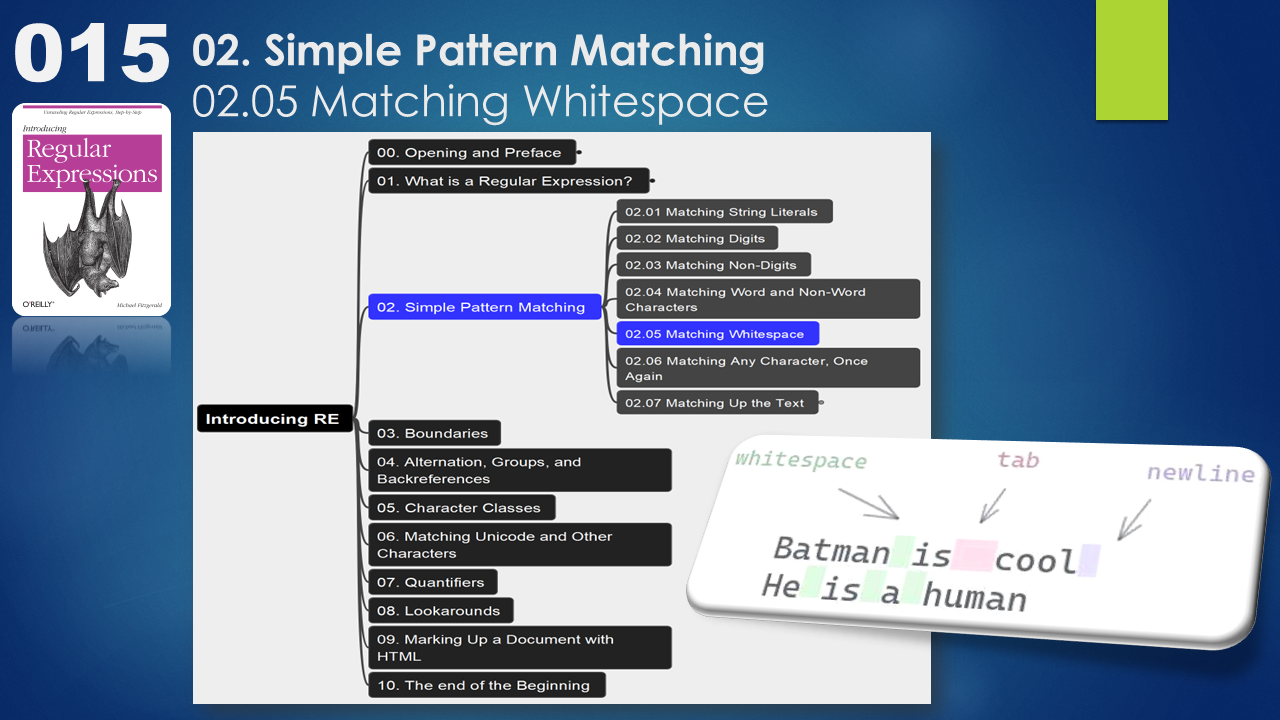 015
02. Simple Pattern Matching
02.05 Matching Whitespace
Unraveling Regular Expressions, Step-by-Step
Introducing
Regular
Expressions
O'REILLY®
Michael Fitzgerald
Introducing RE
00. Opening and Preface
01. What is a Regular Expression?
02. Simple Pattern Matching
02.01 Matching String Literals
02.02 Matching Digits
02.03 Matching Non-Digits
02.04 Matching Word and Non-Word
Characters
02.05 Matching Whitespace
02.06 Matching Any Character, Once
Again
02.07 Matching Up the Text
03. Boundaries
04. Alternation, Groups, and
Backreferences
05. Character Classes
06. Matching Unicode and Other
Characters
07. Quantifiers
08. Lookarounds
09. Marking Up a Document with
HTML
10. The end of the Beginning
whitespace tab newline
Batman is cool
He is a human